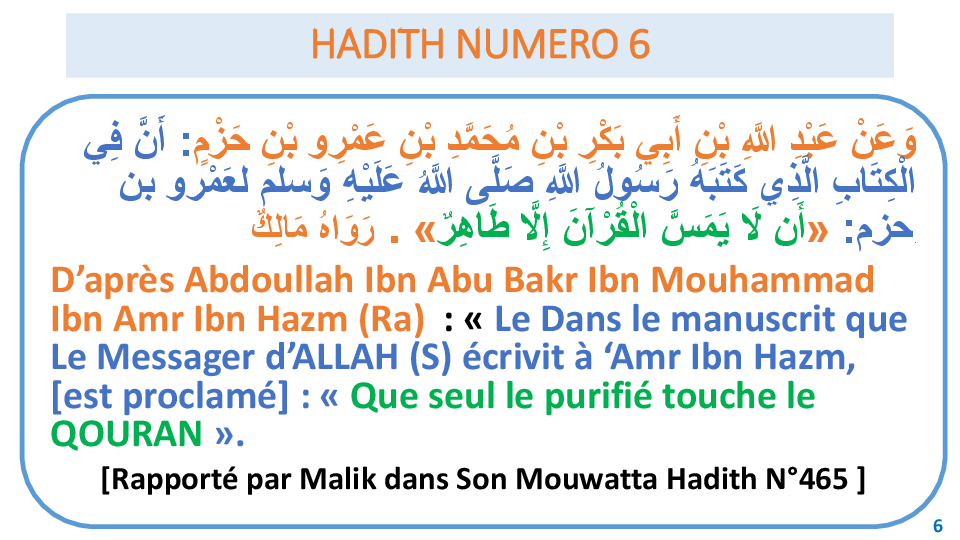 HADITH NUMERO 6
وَعَنْ عَبْدِ اللَّهِ بْنِ أَبِي بَكْرِ بْنِ مُحَمَّدِ بْنِ عَمْرِو بْنِ حَزْمٍ: أَنَّ فِي
الْكِتَابِ الَّذِي كَتَبَهُ رَسُولُ اللَّهِ صَلَّى اللَّهُ عَلَيْهِ وَسلم لعَمْرو بن
حزم: «أَن لَا يَمَسَّ الْقُرْآنَ إِلَّا طَاهِرٌ» . رَوَاهُ مَالِكٌ
D’après Abdoullah Ibn Abu Bakr Ibn Mouhammad
Ibn Amr Ibn Hazm (Ra) : « Le Dans le manuscrit que
Le Messager d’ALLAH (S) écrivit à ‘Amr Ibn Hazm,
[est proclamé] : « Que seul le purifié touche le
QOURAN ».
[Rapporté par Malik dans Son Mouwatta Hadith N°465 ]
6